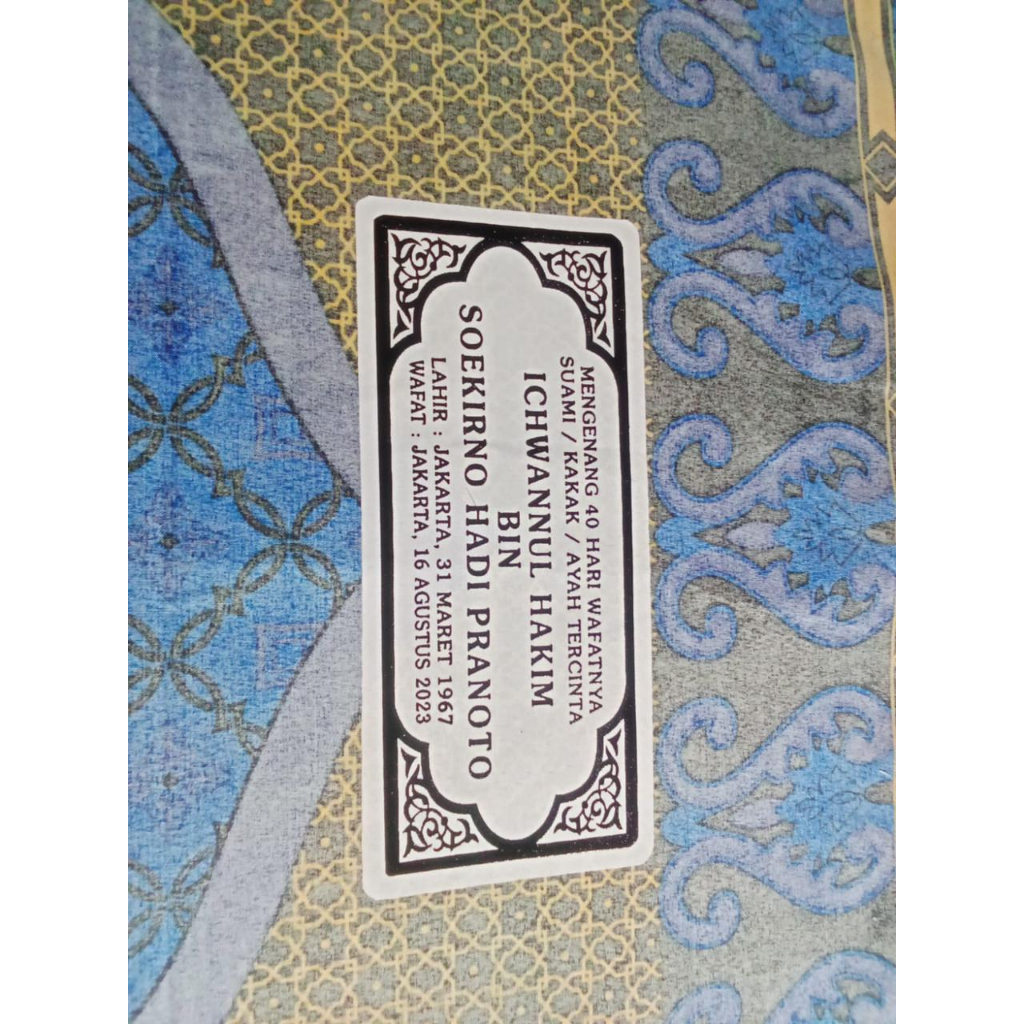 MENGENANG 40 HARI WAFATNYA
SUAMI / KAKAK / AYAH TERCINTA
ICHWANNUL HAKIM
BIN
SOEKIRNO HADI PRANOTO
LAHIR : JAKARTA, 31 MARET 1967
WAFAT : JAKARTA, 16 AGUSTUS 2023